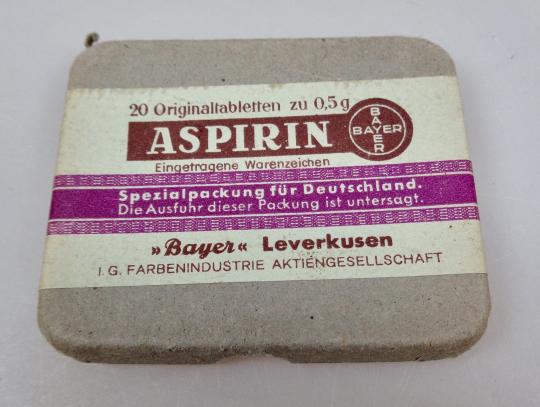 20 Originaltabletten zu 0,5 g
ASPIRIN
BAYER
BAYER
Eingetragene Warenzeichen
Spezialpackung für Deutschland.
Die Ausfuhr dieser Packung ist untersagt.
»Bayer« Leverkusen
I. G. FARBENINDUSTRIE AKTIENGESELLSCHAFT